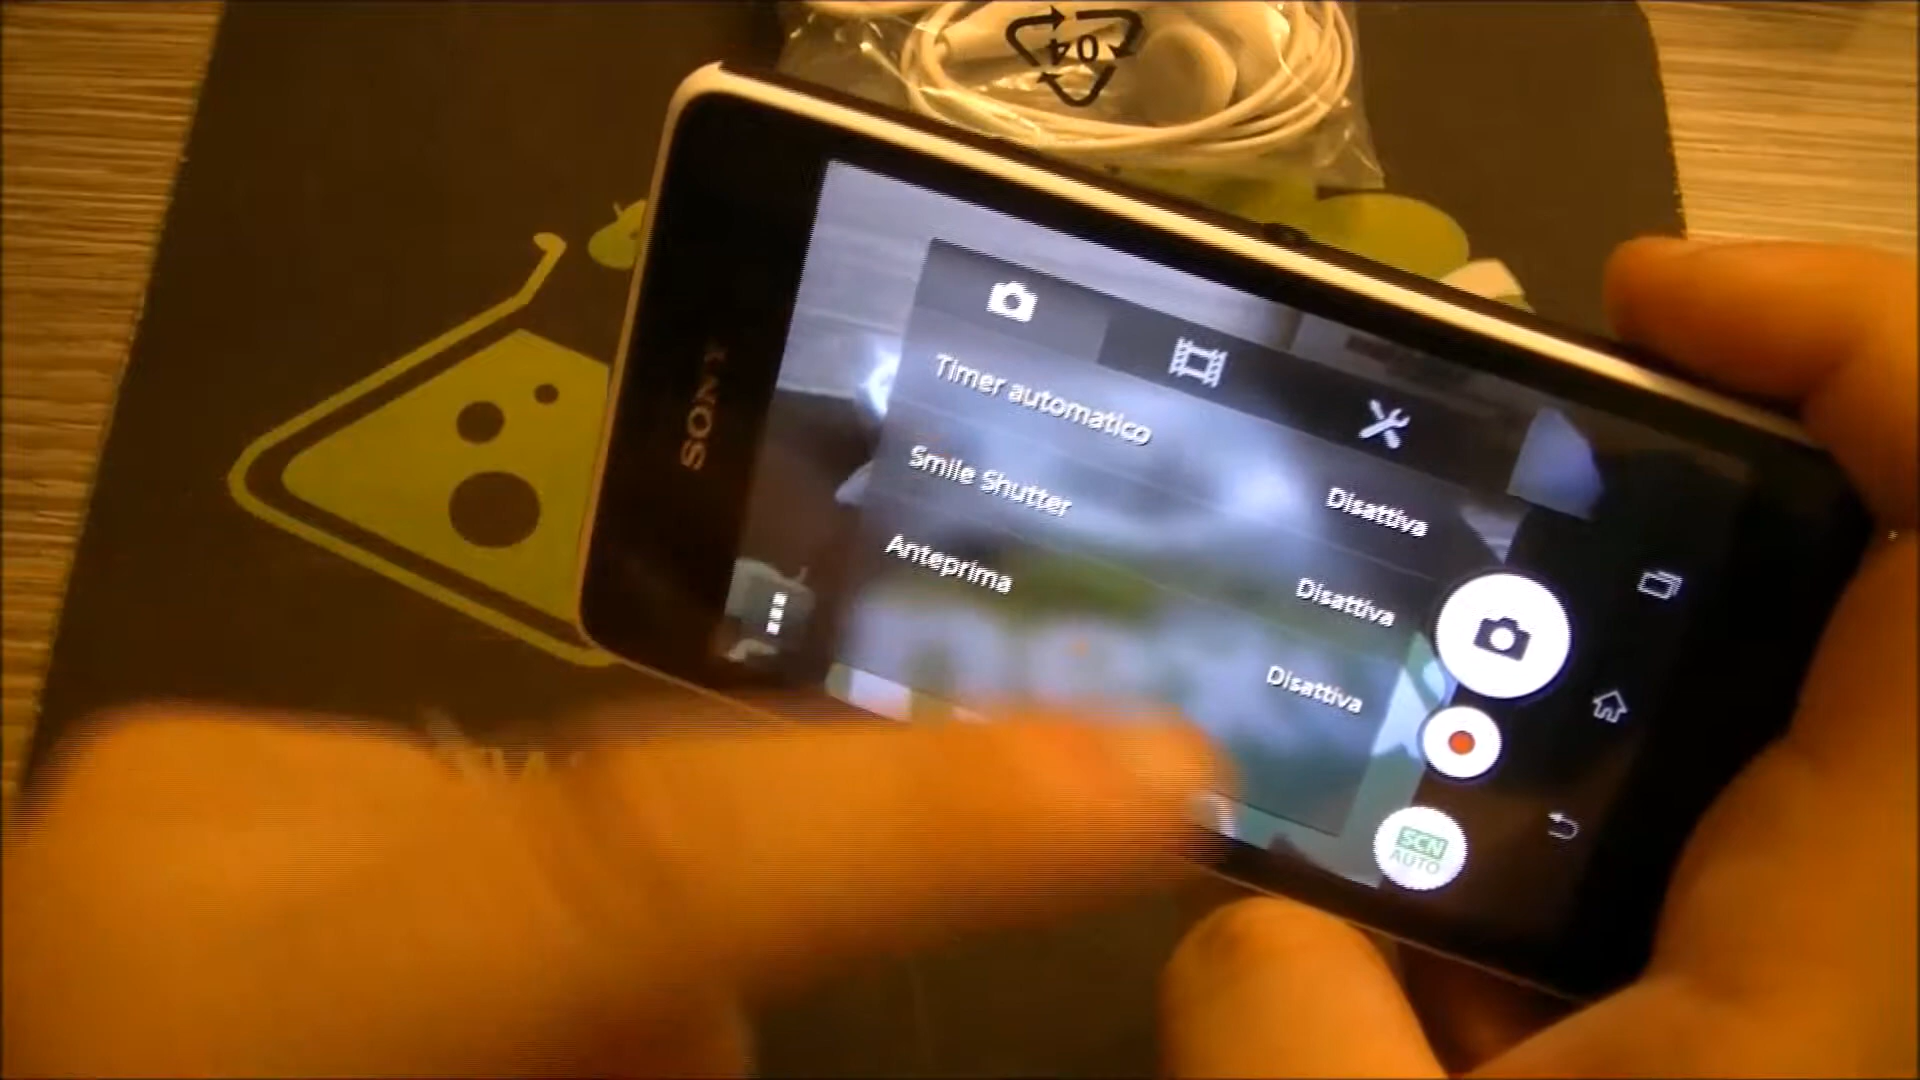 04
SONY
Timer automatico
Disattiva
Smile Shutter
Disattiva
Anteprima
Disattiva
SCN
AUTO